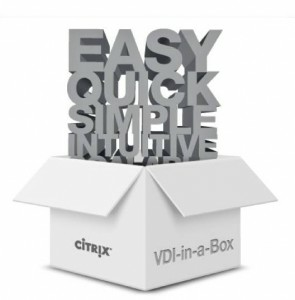 EASY
QUICK
SIMPLE
INTUITIVE
CITRIX
VDI-in-a-Box